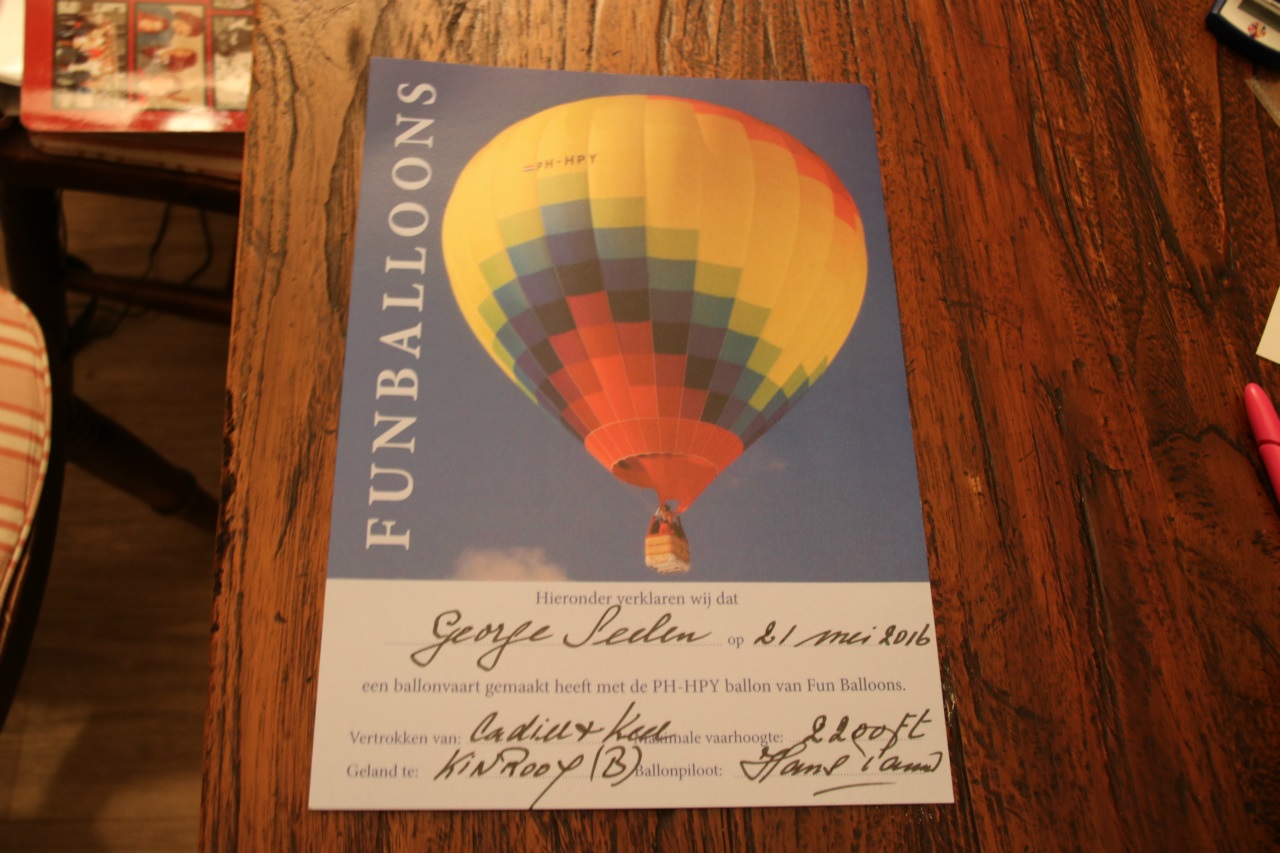 FUNBALLOONS
PH-HPY
Hieronder verklaren wij dat
George Seelen op 21 mei 2016
een ballonvaart gemaakt heeft met de PH-HPY ballon van Fun Balloons.
Vertrokken van: Maximale vaarhoogte: 2200ft
Geland te: KINROOY (B) Ballonpiloot: Hans